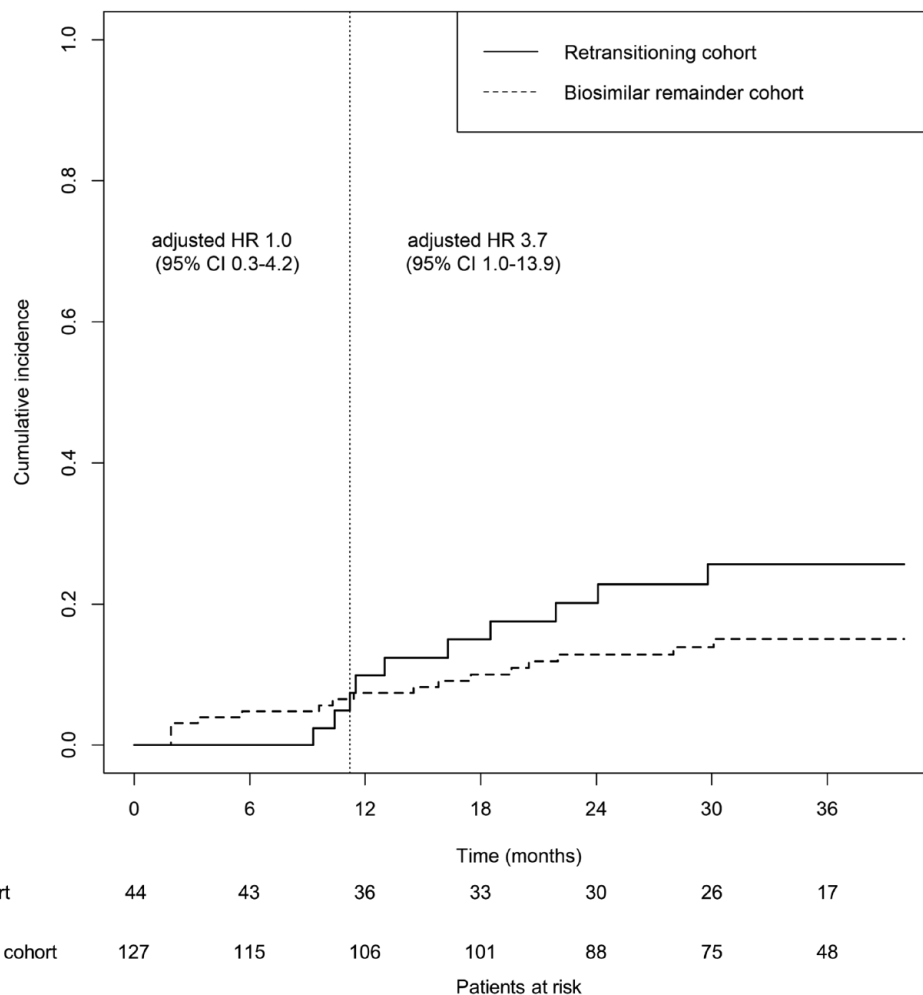 Retransitioning cohort
Biosimilar remainder cohort
adjusted HR 1.0
(95% CI 0.3-4.2)
adjusted HR 3.7
(95% CI 1.0-13.9)
Cumulative incidence
1.0
0.8
0.6
0.4
0.2
0.0
0 6 12 18 24 30 36
Time (months)
rt 44 43 36 33 30 26 17
cohort 127 115 106 101 88 75 48
Patients at risk